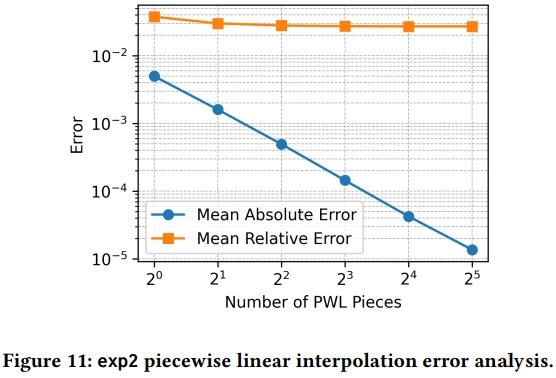 10⁻²
10⁻³
10⁻⁴
10⁻⁵
Error
Mean Absolute Error
Mean Relative Error
2⁰ 2¹ 2² 2³ 2⁴ 2⁵
Number of PWL Pieces
Figure 11: exp2 piecewise linear interpolation error analysis.